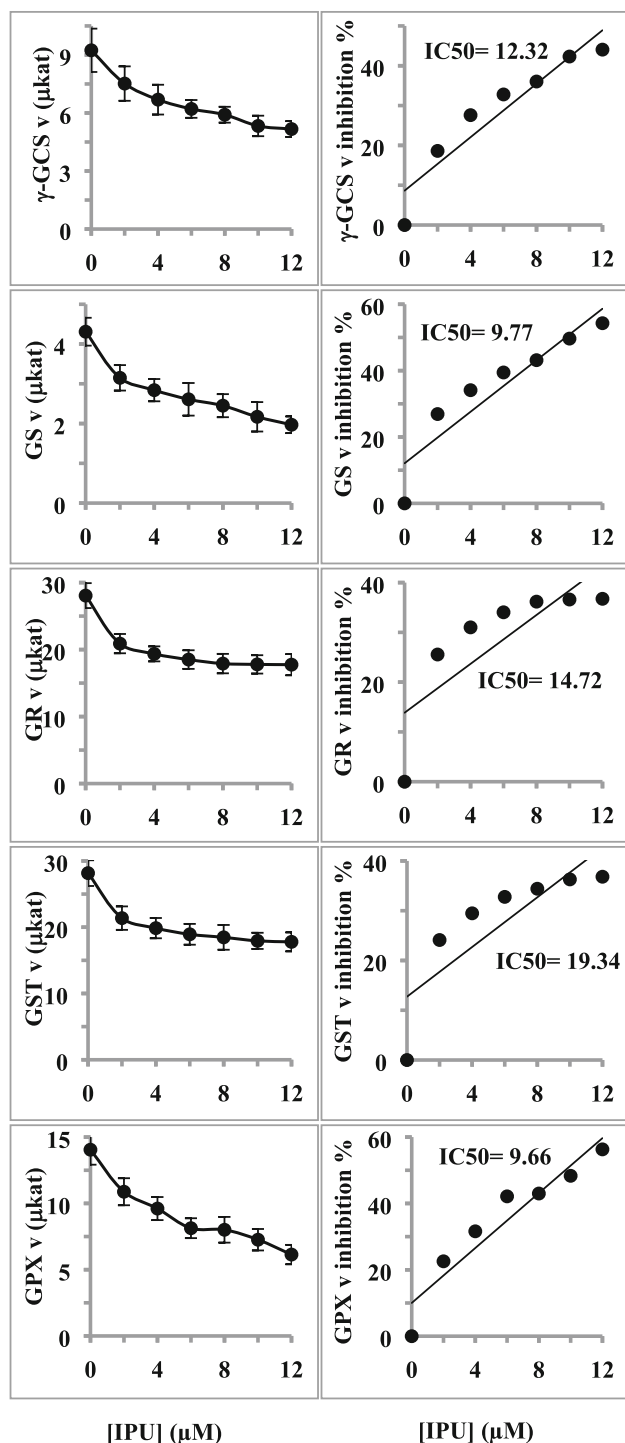 9
6
3
0
γ-GCS v (µkat)
0 4 8 12
40
20
0
γ-GCS v inhibition %
IC50= 12.32
0 4 8 12
4
2
0
GS v (µkat)
0 4 8 12
60
40
20
0
GS v inhibition %
IC50= 9.77
0 4 8 12
30
20
10
0
GR v (µkat)
0 4 8 12
40
20
0
GR v inhibition %
IC50= 14.72
0 4 8 12
30
20
10
0
GST v (µkat)
0 4 8 12
40
20
0
GST v inhibition %
IC50= 19.34
0 4 8 12
15
10
5
0
GPX v (µkat)
0 4 8 12
60
40
20
0
GPX v inhibition %
IC50= 9.66
0 4 8 12
[IPU] (µM)
[IPU] (µM)